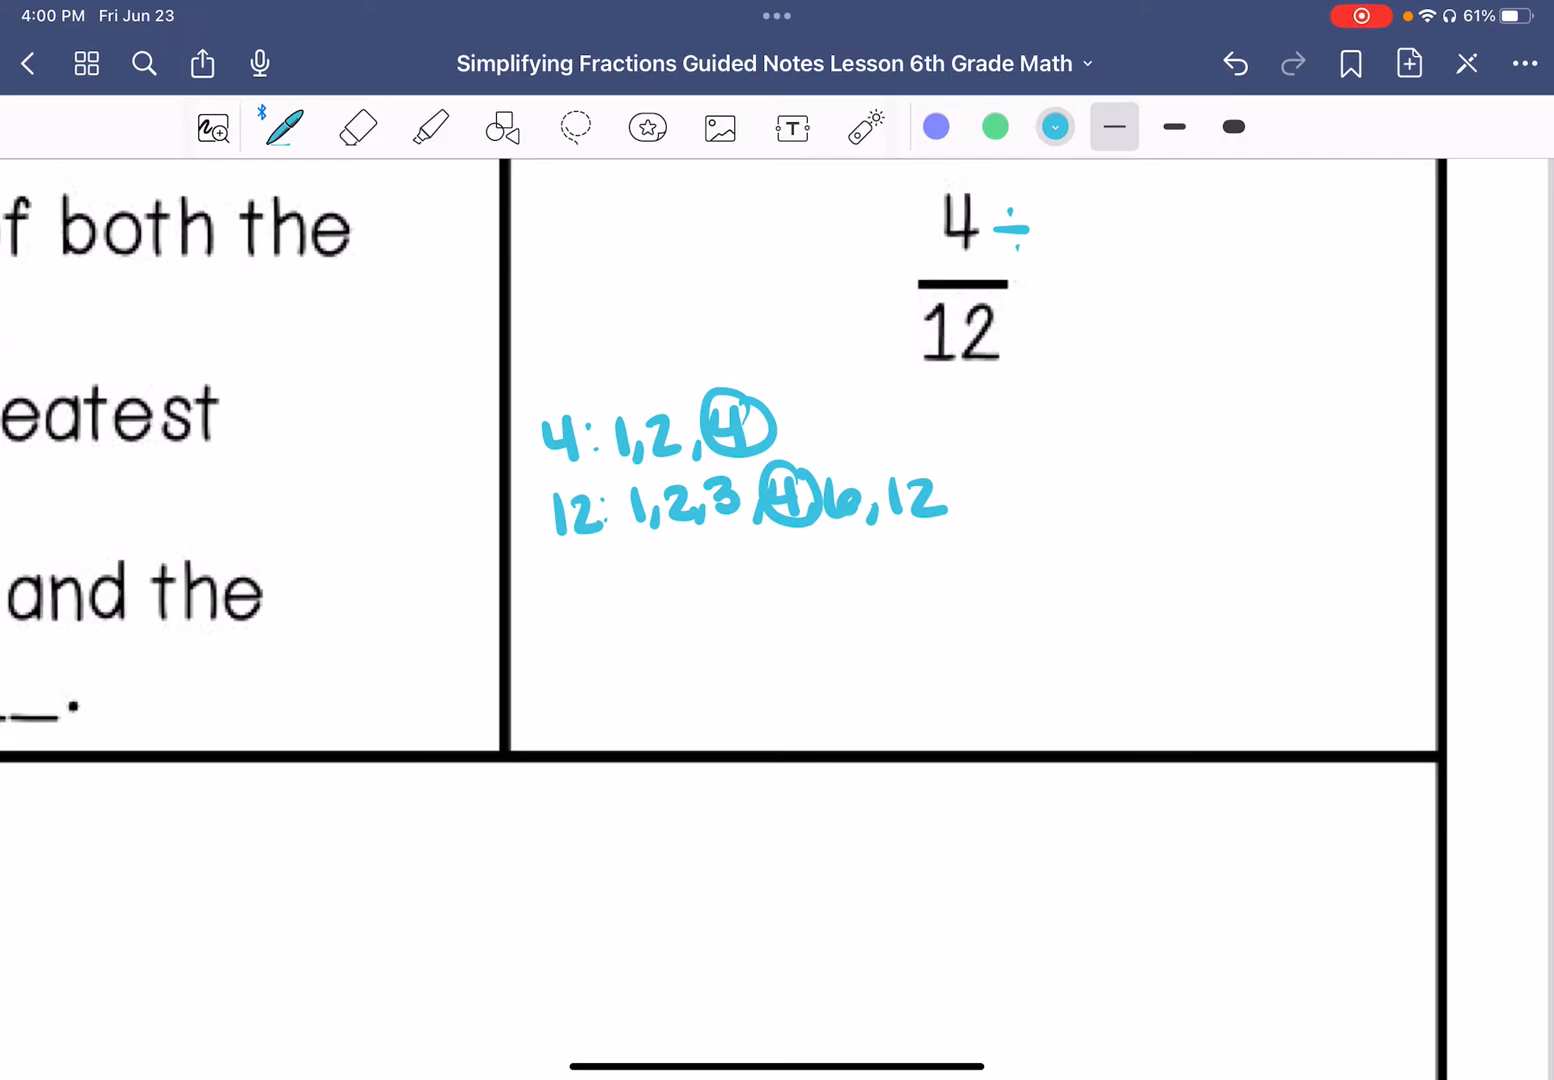 4:00 PM Fri Jun 23
61%
Simplifying Fractions Guided Notes Lesson 6th Grade Math
f both the
eatest
and the
__.
4 ÷
12
4: 1, 2, 4
12: 1, 2, 3, 4, 6, 12